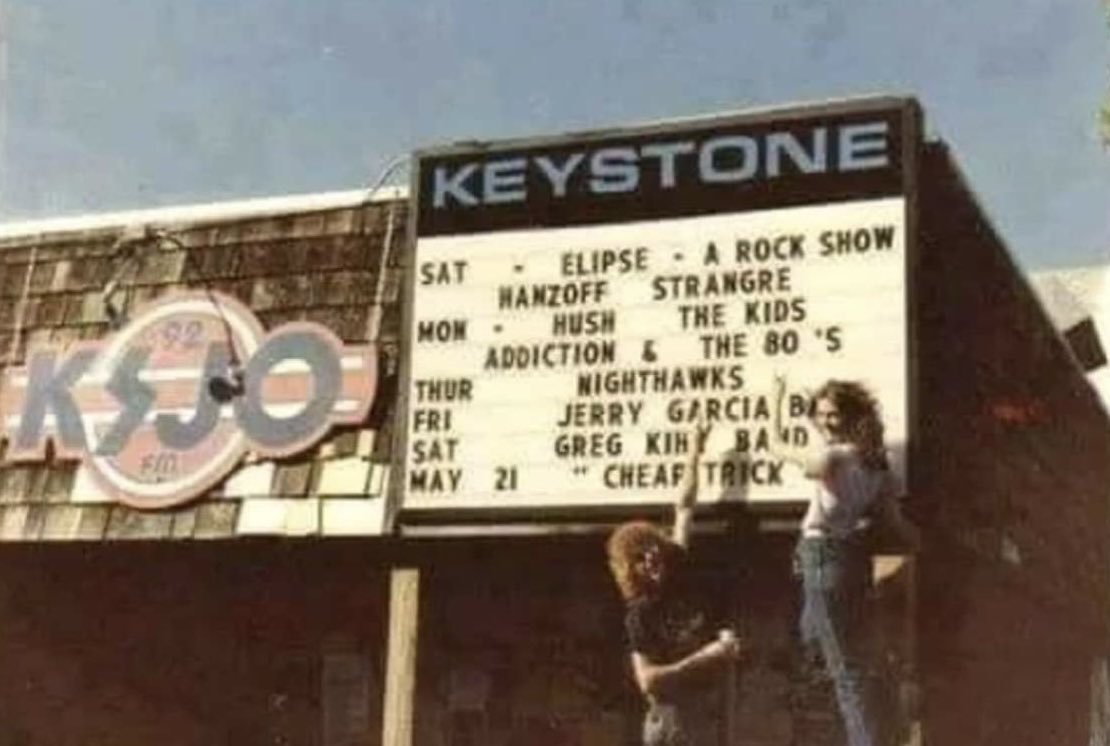 KEYSTONE
SAT - ELIPSE - A ROCK SHOW
HANZOFF STRANGRE
MON - HUSH THE KIDS
ADDICTION & THE 80 'S
THUR NIGHTHAWKS
FRI JERRY GARCIA
SAT GREG KIHN BAND
MAY 21 " CHEAP TRICK
92
KSJO
FM